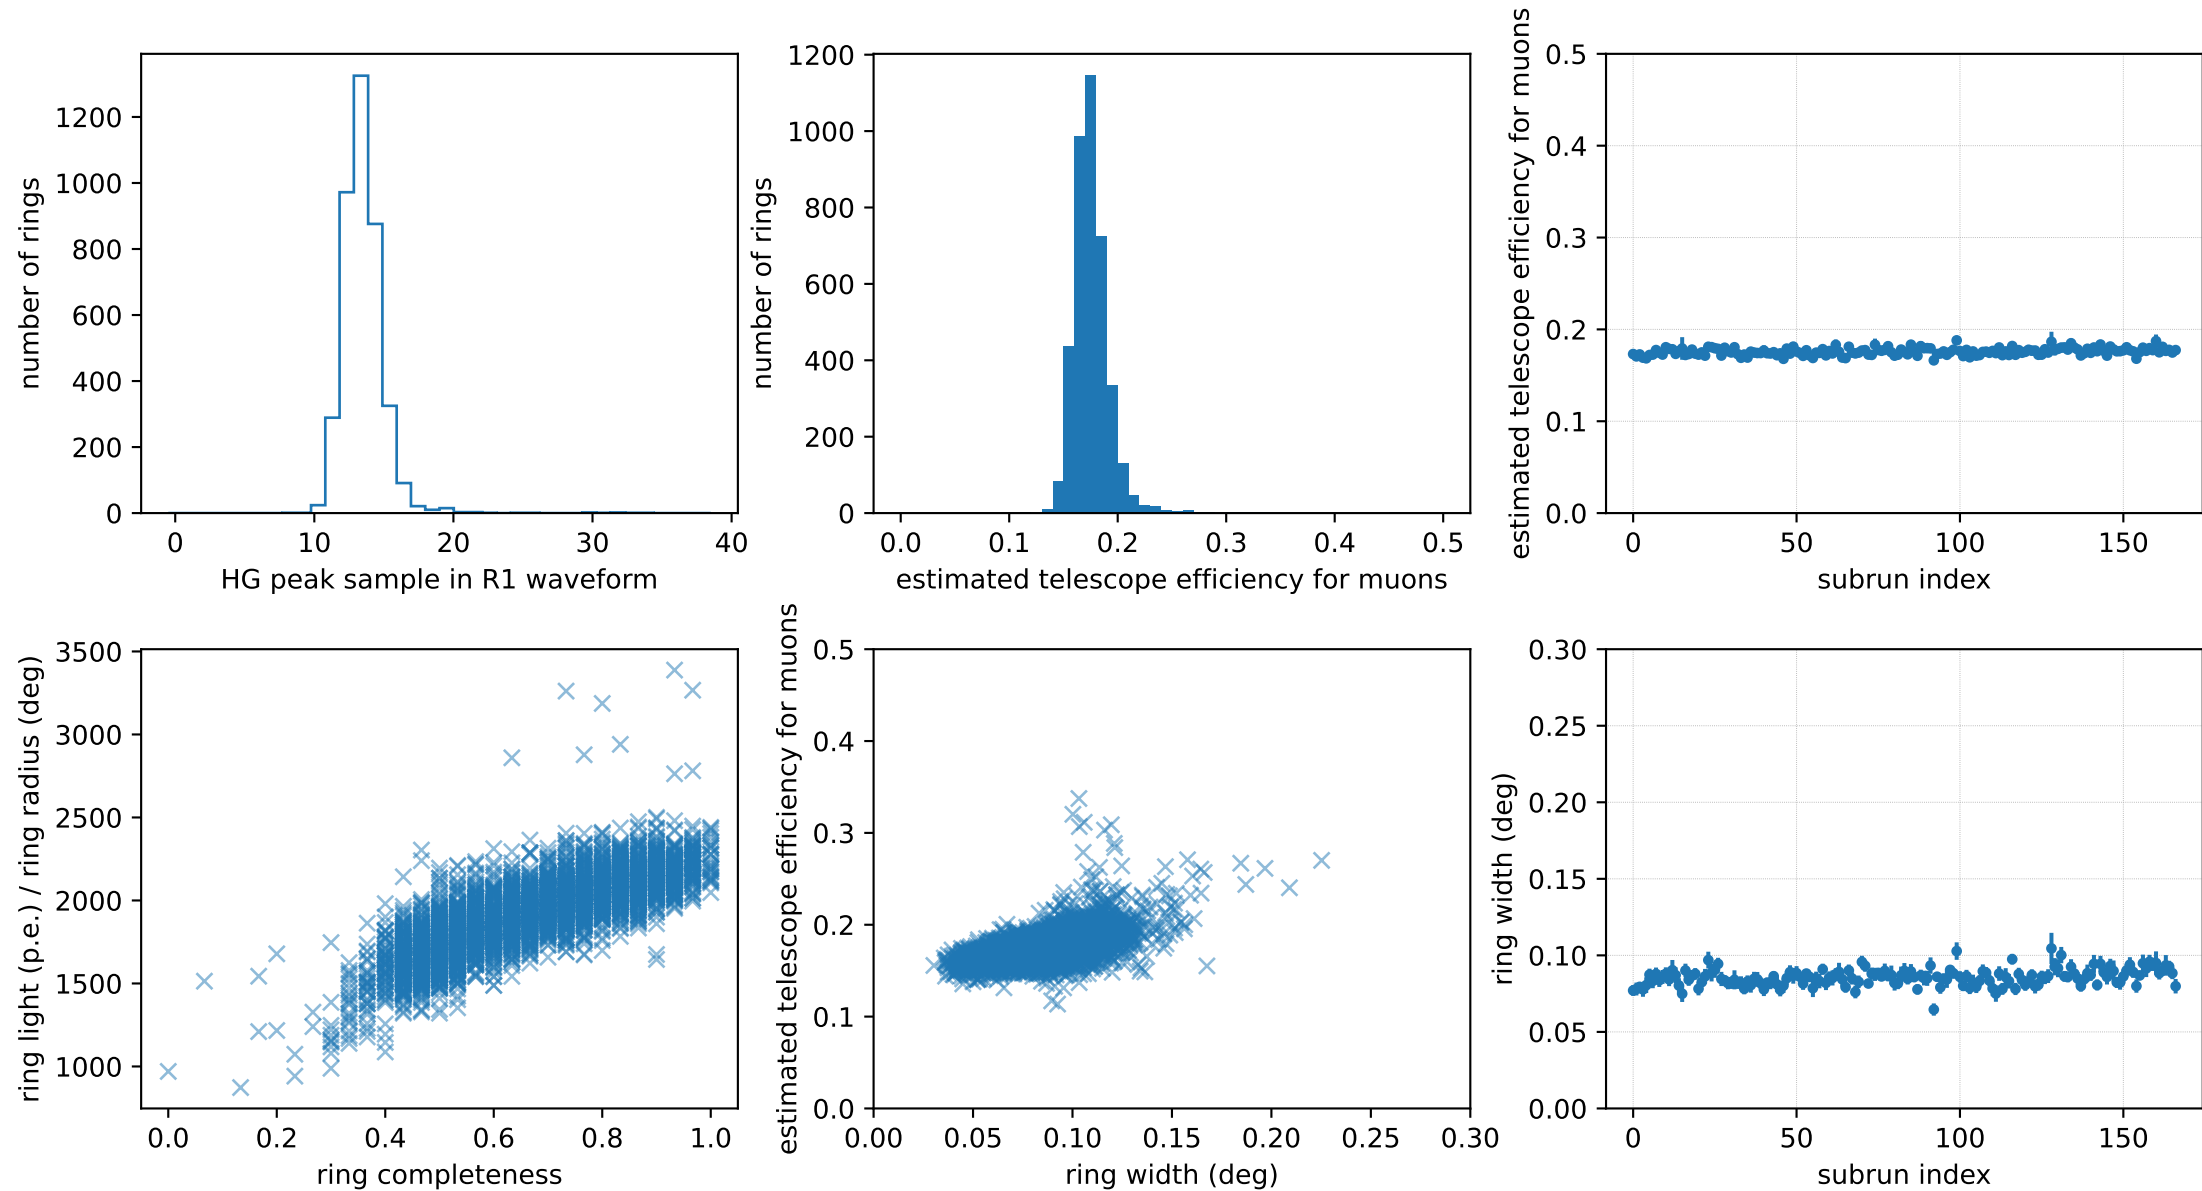 number of rings
1200
1000
800
600
400
200
0
0 10 20 30 40
HG peak sample in R1 waveform
number of rings
1200
1000
800
600
400
200
0
0.0 0.1 0.2 0.3 0.4 0.5
estimated telescope efficiency for muons
estimated telescope efficiency for muons
0.5
0.4
0.3
0.2
0.1
0.0
0 50 100 150
subrun index
ring light (p.e.) / ring radius (deg)
3500
3000
2500
2000
1500
1000
0.0 0.2 0.4 0.6 0.8 1.0
ring completeness
estimated telescope efficiency for muons
0.5
0.4
0.3
0.2
0.1
0.0
0.00 0.05 0.10 0.15 0.20 0.25 0.30
ring width (deg)
ring width (deg)
0.30
0.25
0.20
0.15
0.10
0.05
0.00
0 50 100 150
subrun index